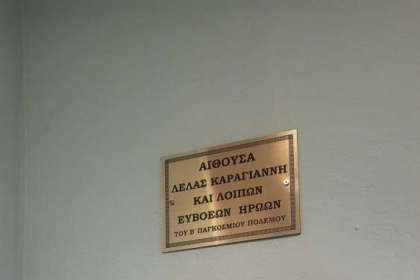 ΑΙΘΟΥΣΑ
ΛΕΛΑΣ ΚΑΡΑΓΙΑΝΝΗ
ΚΑΙ ΛΟΙΠΩΝ
ΕΥΒΟΕΩΝ ΗΡΩΩΝ
ΤΟΥ Β΄ ΠΑΓΚΟΣΜΙΟΥ ΠΟΛΕΜΟΥ